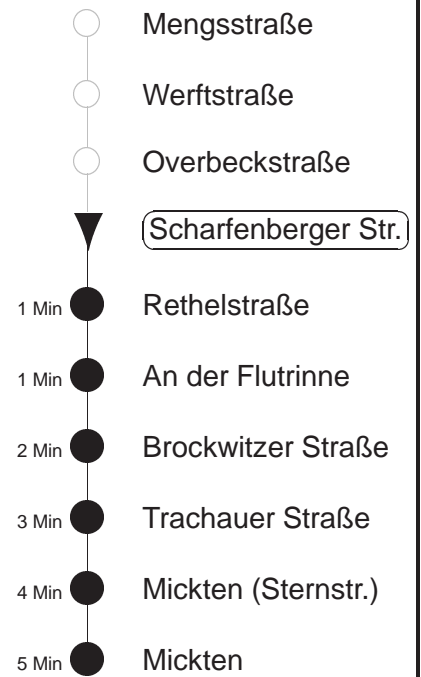 Mengsstraße
Werftstraße
Overbeckstraße
Scharfenberger Str.
1 Min Rethelstraße
1 Min An der Flutrinne
2 Min Brockwitzer Straße
3 Min Trachauer Straße
4 Min Mickten (Sternstr.)
5 Min Mickten